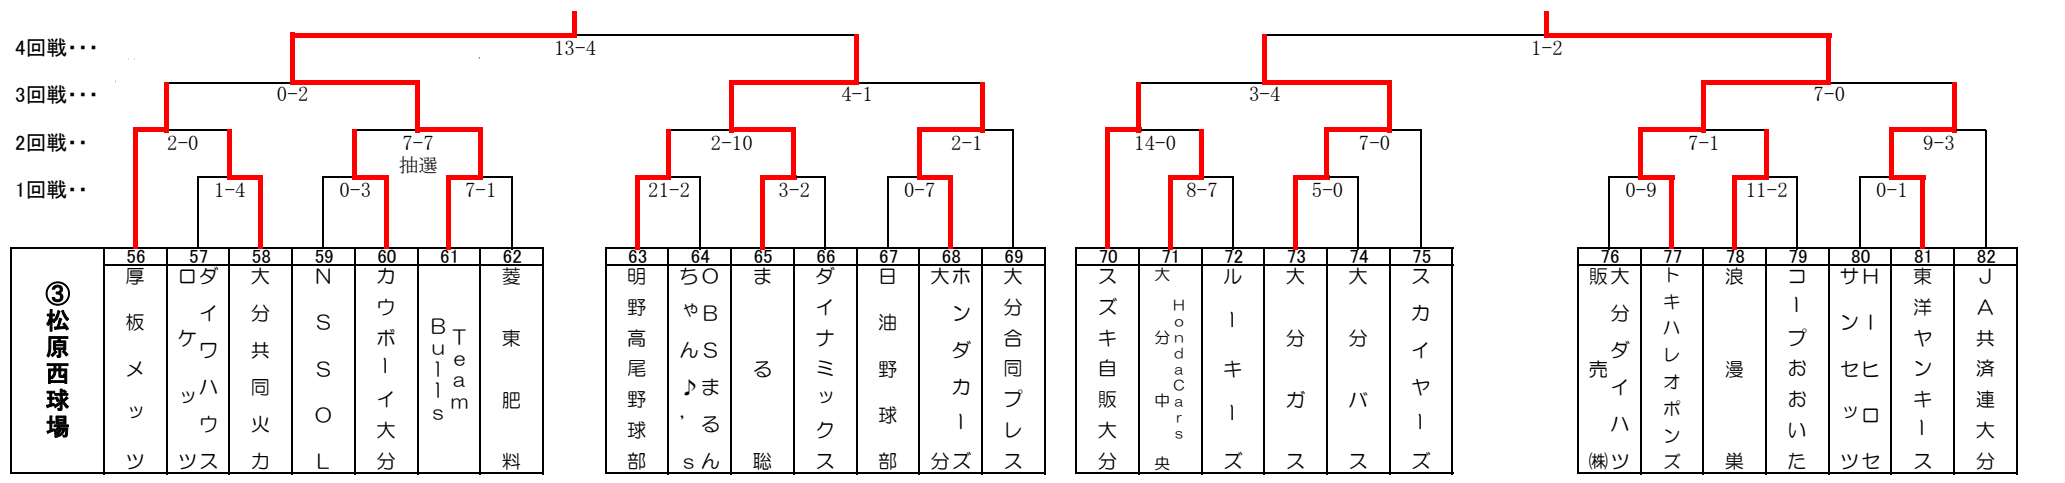 4回戦･･･
13-4
1-2
3回戦･･･
0-2
4-1
3-4
7-0
2回戦･･
2-0
7-7
抽選
2-10
2-1
14-0
7-0
7-1
9-3
1回戦･･
1-4
0-3
7-1
21-2
3-2
0-7
8-7
5-0
0-9
11-2
0-1
③松原西球場
56
厚板メッツ
57
ダイワハウス
ロケッツ
58
大分共同火力
59
NSSOL
60
カウボーイ大分
61
Team
Bulls
62
菱東肥料
63
明野高尾野球部
64
OBSまるん
ちゃん♪’s
65
まる聡
66
ダイナミックス
67
日油野球部
68
ホンダカーズ
大分
69
大分合同プレス
70
スズキ自販大分
71
HondaCars
大分中央
72
ルーキーズ
73
大分ガス
74
大分バス
75
スカイヤーズ
76
大分ダイハツ
販売㈱
77
トキハレオポンズ
78
浪漫巣
79
コープおおいた
80
Hーヒロセ
サンセッツ
81
東洋ヤンキース
82
JA共済連大分